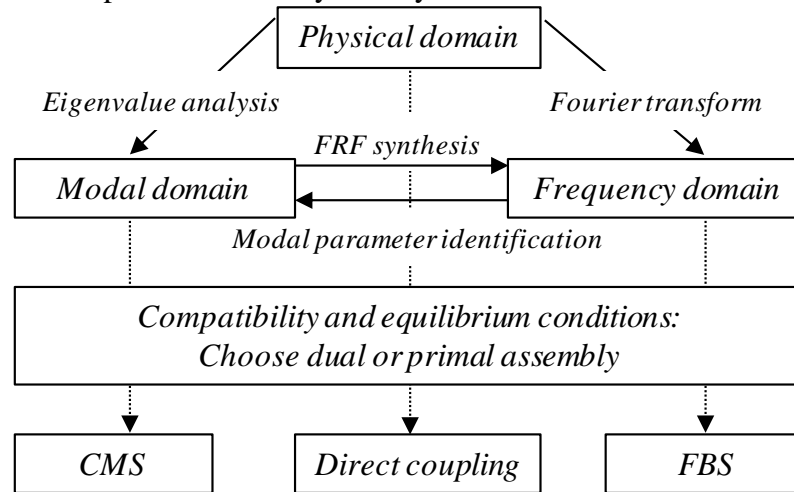 Physical domain
Eigenvalue analysis
Fourier transform
FRF synthesis
Modal domain
Frequency domain
Modal parameter identification
Compatibility and equilibrium conditions:
Choose dual or primal assembly
CMS
Direct coupling
FBS